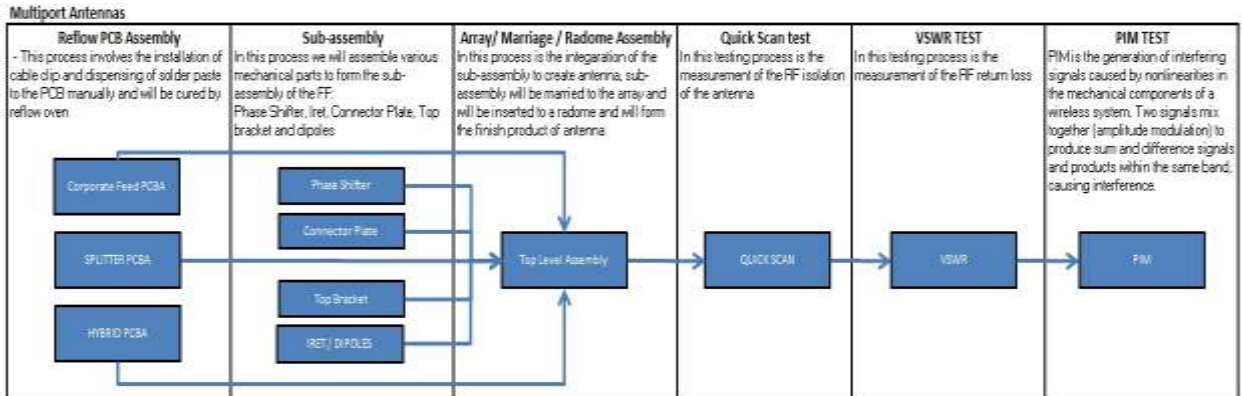 Multiport Antennas
Reflow PCB Assembly
- This process involves the installation of
cable clip and dispensing of solder paste
to the PCB manually and will be cured by
reflow oven
Corporate Feed PCBA
SPLITTER PCBA
HYBRID PCBA
Sub-assembly
In this process we will assemble various
mechanical parts to form the sub-
assembly of the FF:
Phase Shifter, Iret, Connector Plate, Top
bracket and dipoles
Phase Shifter
Connector Plate
Top Bracket
IRET / DIPOLES
Array/ Marriage / Radome Assembly
In this process is the integaration of the
sub-assembly to create antenna, sub-
assembly will be married to the array and
will be inserted to a radome and will form
the finish product of antenna
Top Level Assembly
Quick Scan test
In this testing process is the
measurement of the RF isolation
of the antenna
QUICK SCAN
VSWR TEST
In this testing process is the
measurement of the RF return loss
VSWR
PIM TEST
PIM is the generation of interfering
signals caused by nonlinearities in
the mechanical components of a
wireless system. Two signals mix
together (amplitude modulation) to
produce sum and difference signals
and products within the same band,
causing interference.
PIM